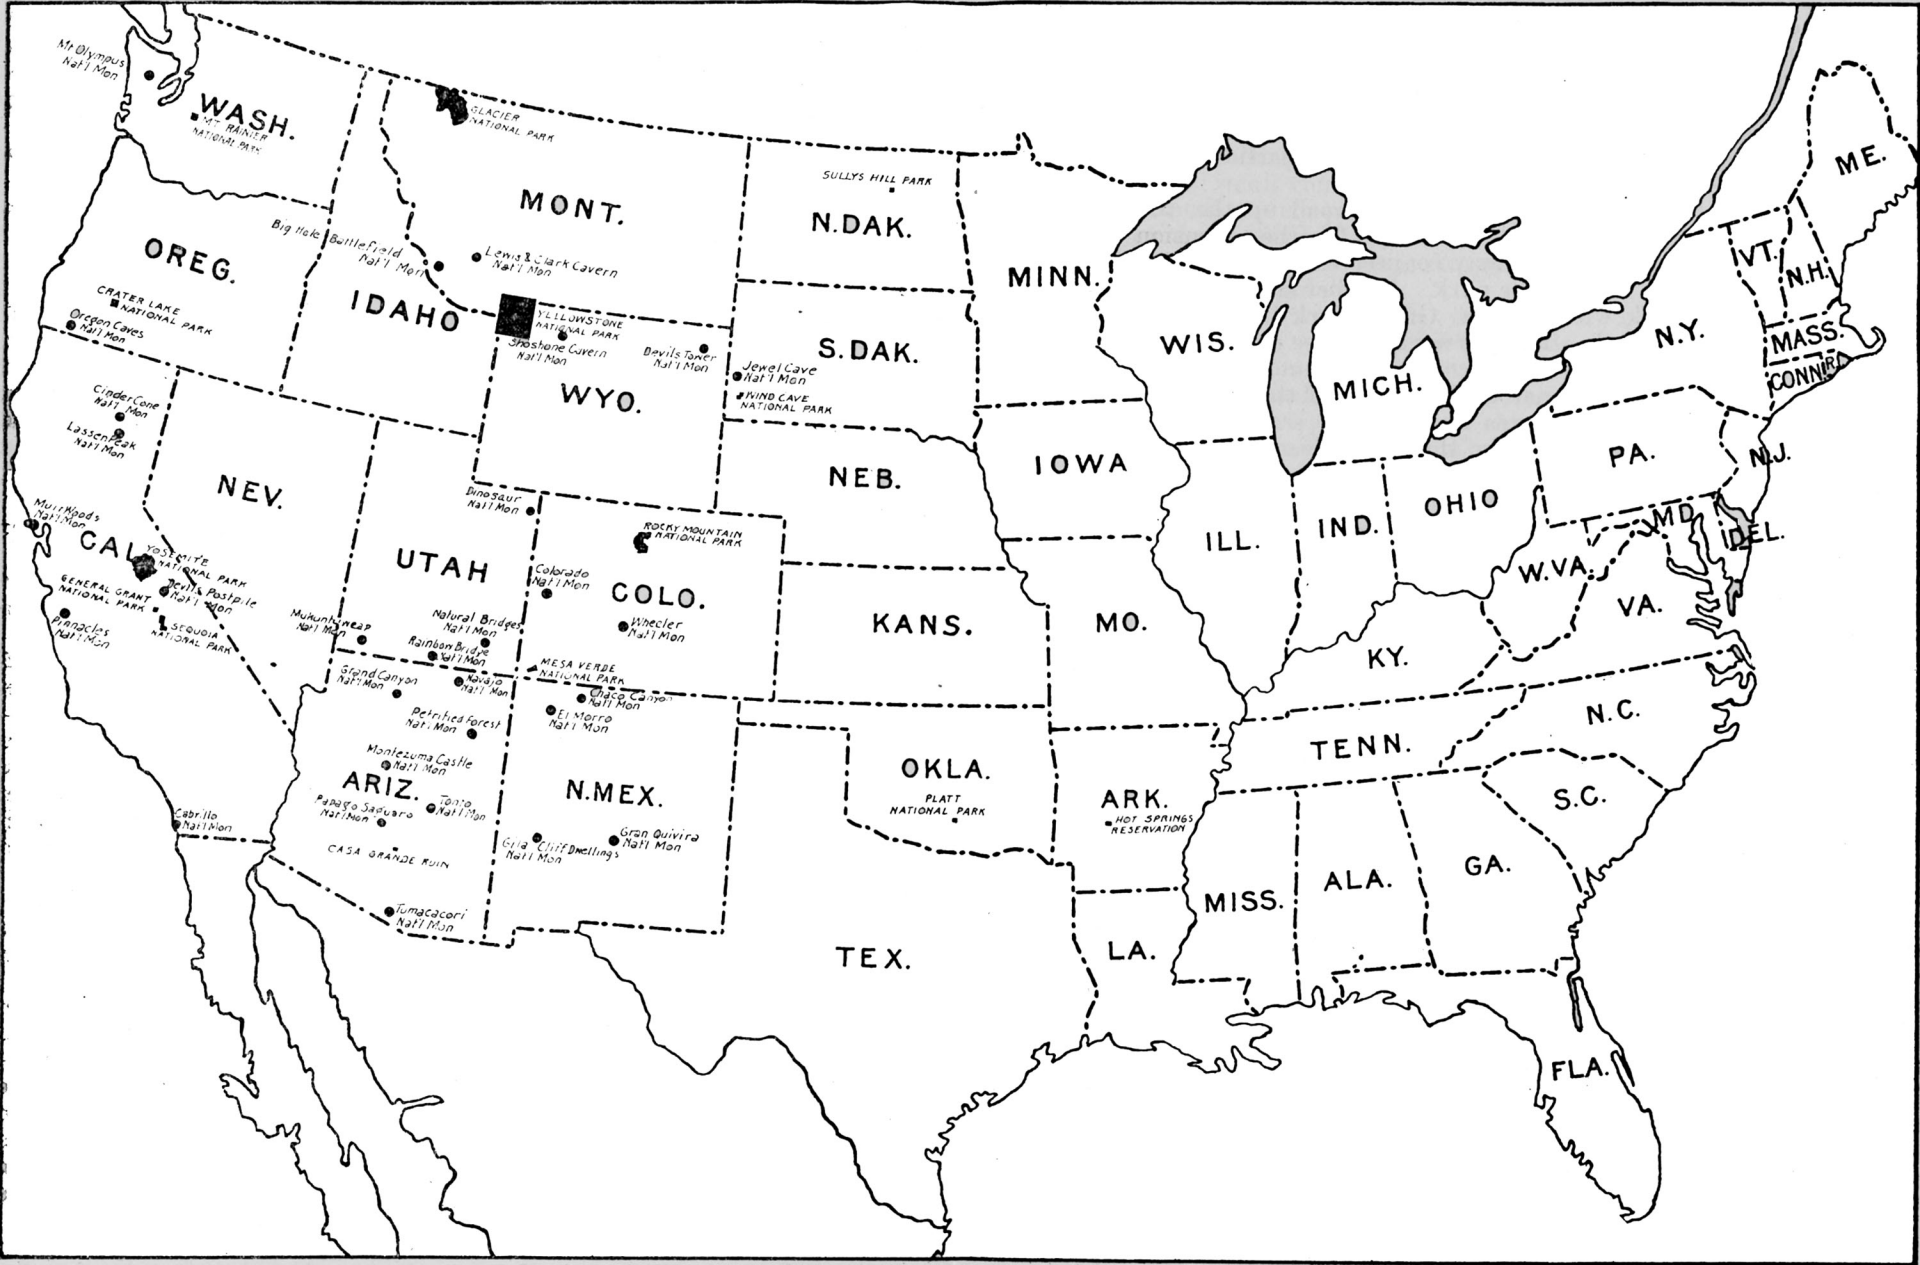 Mt Olympus
Nat'l Mon
WASH.
MT. RAINIER
NATIONAL PARK
GLACIER
NATIONAL PARK
MONT.
SULLYS HILL PARK
N.DAK.
MINN.
ME.
VT.
N.H.
OREG.
Big Hole Battlefield
Nat'l Mon
Lewis & Clark Cavern
Nat'l Mon
IDAHO
CRATER LAKE
NATIONAL PARK
Oregon Caves
Nat'l Mon
YELLOWSTONE
NATIONAL PARK
Shoshone Cavern
Nat'l Mon
Devils Tower
Nat'l Mon
WYO.
S.DAK.
Jewel Cave
Nat'l Mon
WIND CAVE
NATIONAL PARK
WIS.
MICH.
N.Y.
MASS.
CONN.
R.I.
Cinder Cone
Nat'l Mon
Lassen Peak
Nat'l Mon
NEV.
NEB.
IOWA
PA.
N.J.
Dinosaur
Nat'l Mon
ROCKY MOUNTAIN
NATIONAL PARK
ILL.
IND.
OHIO
MD.
DEL.
W.VA.
VA.
Muir Woods
Nat'l Mon
CAL.
YOSEMITE
NATIONAL PARK
Devils Postpile
Nat'l Mon
GENERAL GRANT
NATIONAL PARK
SEQUOIA
NATIONAL PARK
Pinnacles
Nat'l Mon
UTAH
Colorado
Nat'l Mon
COLO.
Wheeler
Nat'l Mon
KANS.
MO.
KY.
Mukuntuweap
Nat'l Mon
Natural Bridges
Nat'l Mon
Rainbow Bridge
Nat'l Mon
MESA VERDE
NATIONAL PARK
Grand Canyon
Nat'l Mon
Navajo
Nat'l Mon
Chaco Canyon
Nat'l Mon
El Morro
Nat'l Mon
Petrified Forest
Nat'l Mon
Montezuma Castle
Nat'l Mon
ARIZ.
Papago Saguaro
Nat'l Mon
Tonto
Nat'l Mon
CASA GRANDE RUIN
Tumacacori
Nat'l Mon
Cabrillo
Nat'l Mon
N.MEX.
Gila Cliff Dwellings
Nat'l Mon
Gran Quivira
Nat'l Mon
OKLA.
PLATT
NATIONAL PARK
ARK.
HOT SPRINGS
RESERVATION
TENN.
N.C.
S.C.
MISS.
ALA.
GA.
TEX.
LA.
FLA.